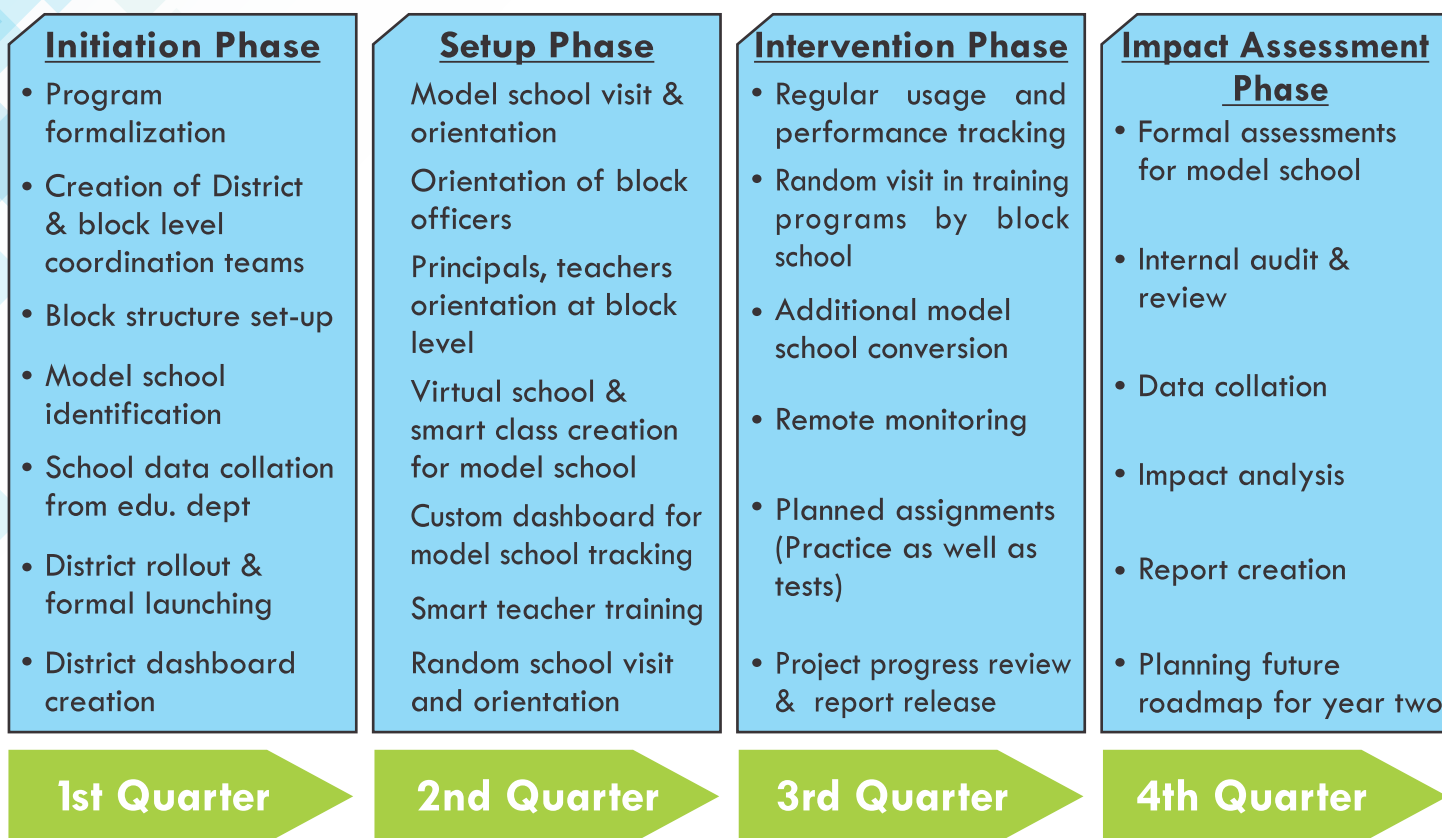 Initiation Phase
• Program
formalization
• Creation of District
& block level
coordination teams
• Block structure set-up
• Model school
identification
• School data collation
from edu. dept
• District rollout &
formal launching
• District dashboard
creation
1st Quarter
Setup Phase
Model school visit &
orientation
Orientation of block
officers
Principals, teachers
orientation at block
level
Virtual school &
smart class creation
for model school
Custom dashboard for
model school tracking
Smart teacher training
Random school visit
and orientation
2nd Quarter
Intervention Phase
• Regular usage and
performance tracking
• Random visit in training
programs by block
school
• Additional model
school conversion
• Remote monitoring
• Planned assignments
(Practice as well as
tests)
• Project progress review
& report release
3rd Quarter
Impact Assessment
Phase
• Formal assessments
for model school
• Internal audit &
review
• Data collation
• Impact analysis
• Report creation
• Planning future
roadmap for year two
4th Quarter